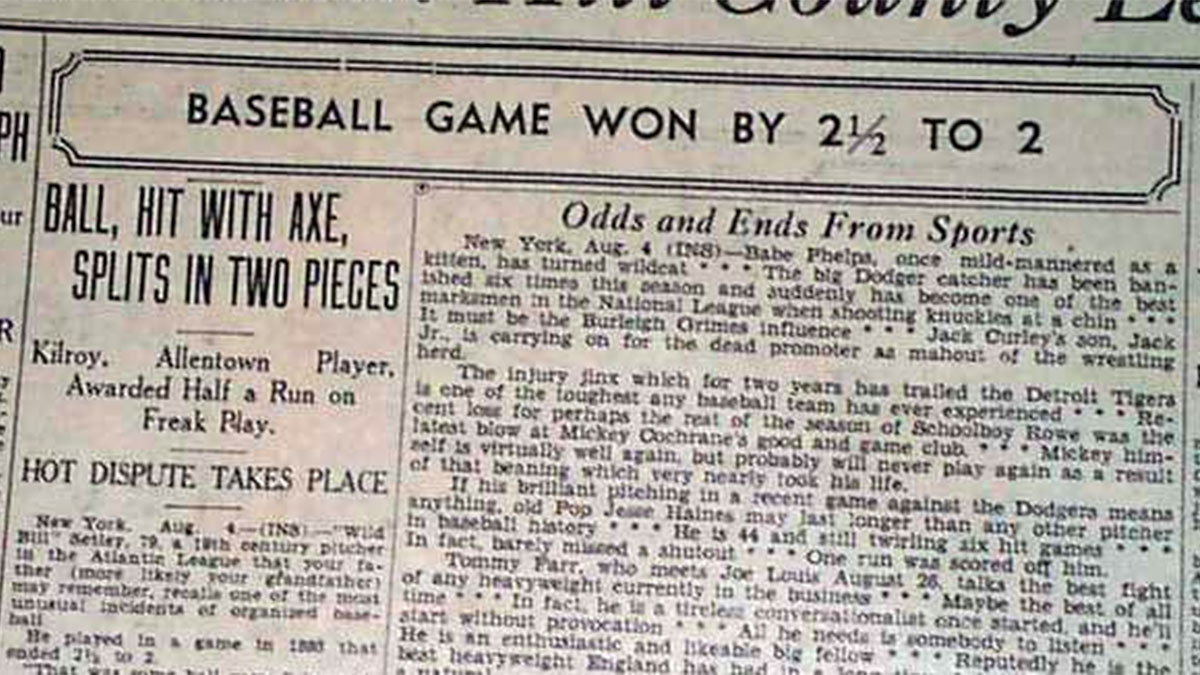 Hill County
BASEBALL GAME WON BY 2½ TO 2
PH
ur
R
BALL, HIT WITH AXE,
SPLITS IN TWO PIECES
Kilroy, Allentown Player,
Awarded Half a Run on
Freak Play.
HOT DISPUTE TAKES PLACE
New York, Aug. 4—(INS)—"Wild
Bill" Setley, 79, a 19th century pitcher
in the Atlantic League that your fa-
ther (more likely your grandfather)
may remember, recalls one of the most
unusual incidents of organized base-
ball
He played in a game in that
ended 2½ to 2
"That was some
Odds and Ends From Sports
New York, Aug. 4 (INS)—Babe Phelps, once mild-mannered as a
kitten, has turned wildcat * * * The big Dodger catcher has been ban-
ished six times this season and suddenly has become one of the best
marksmen in the National League when shooting knuckles at a chin * * *
It must be the Burleigh Grimes influence * * * Jack Curley's son, Jack
Jr., is carrying on for the dead promoter as mahout of the wrestling
herd.
The injury jinx which for two years has trailed the Detroit Tigers
is one of the toughest any baseball team has ever experienced * * * Re-
cent loss for perhaps the rest of the season of Schoolboy Rowe was the
latest blow at Mickey Cochrane's good and game club. * * * Mickey him-
self is virtually well again, but probably will never play again as a result
of that beaning which very nearly took his life.
If his brilliant pitching in a recent game against the Dodgers means
anything, old Pop Jesse Haines may last longer than any other pitcher
in baseball history * * * He is 44 and still twirling six hit games * * *
In fact, barely missed a shutout * * * One run was scored off him.
Tommy Farr, who meets Joe Louis August 26, talks the best fight
of any heavyweight currently in the business * * * Maybe the best of all
time * * * In fact, he is a tireless conversationalist once started, and he'll
start without provocation * * * All he needs is somebody to listen * * *
He is an enthusiastic and likeable big fellow * * * Reputedly he is the
best heavyweight England has had in a long